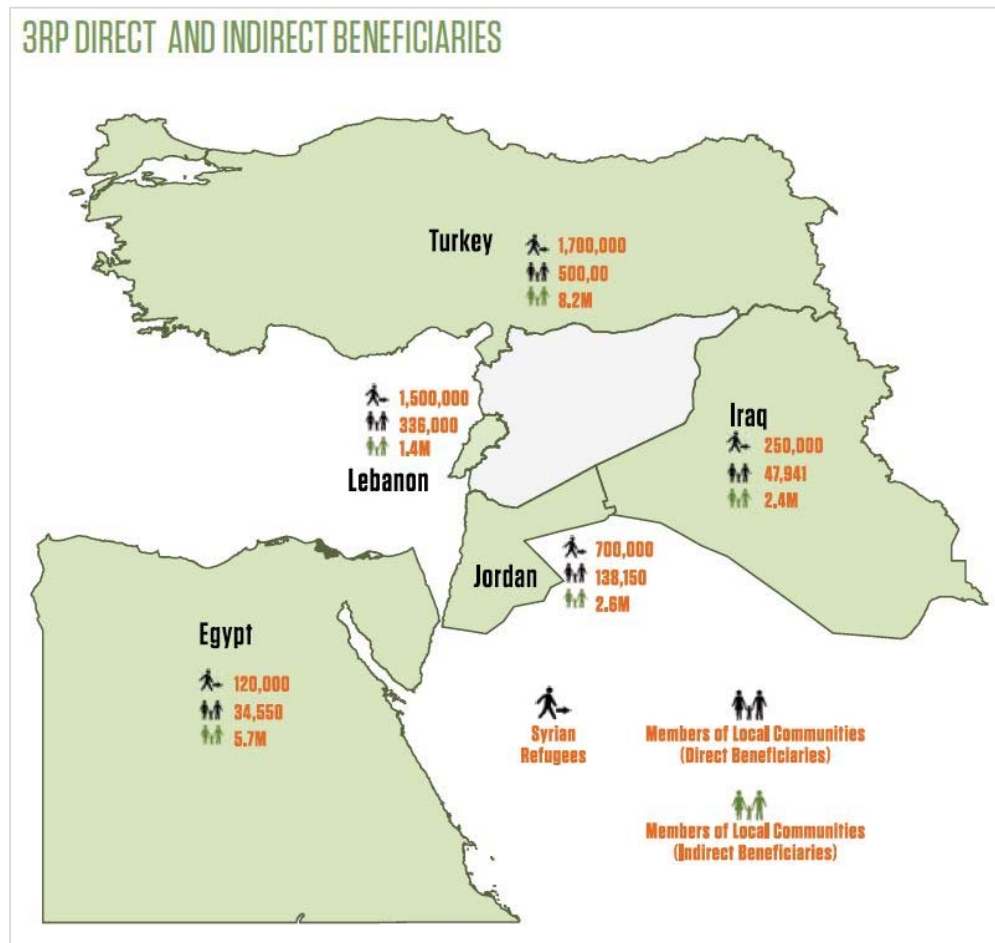 3RP DIRECT AND INDIRECT BENEFICIARIES
Turkey
1,700,000
500,00
8.2M
1,500,000
336,000
1.4M
Lebanon
Iraq
250,000
47,941
2.4M
Jordan
700,000
138,150
2.6M
Egypt
120,000
34,550
5.7M
Syrian
Refugees
Members of Local Communities
(Direct Beneficiaries)
Members of Local Communities
(Indirect Beneficiaries)